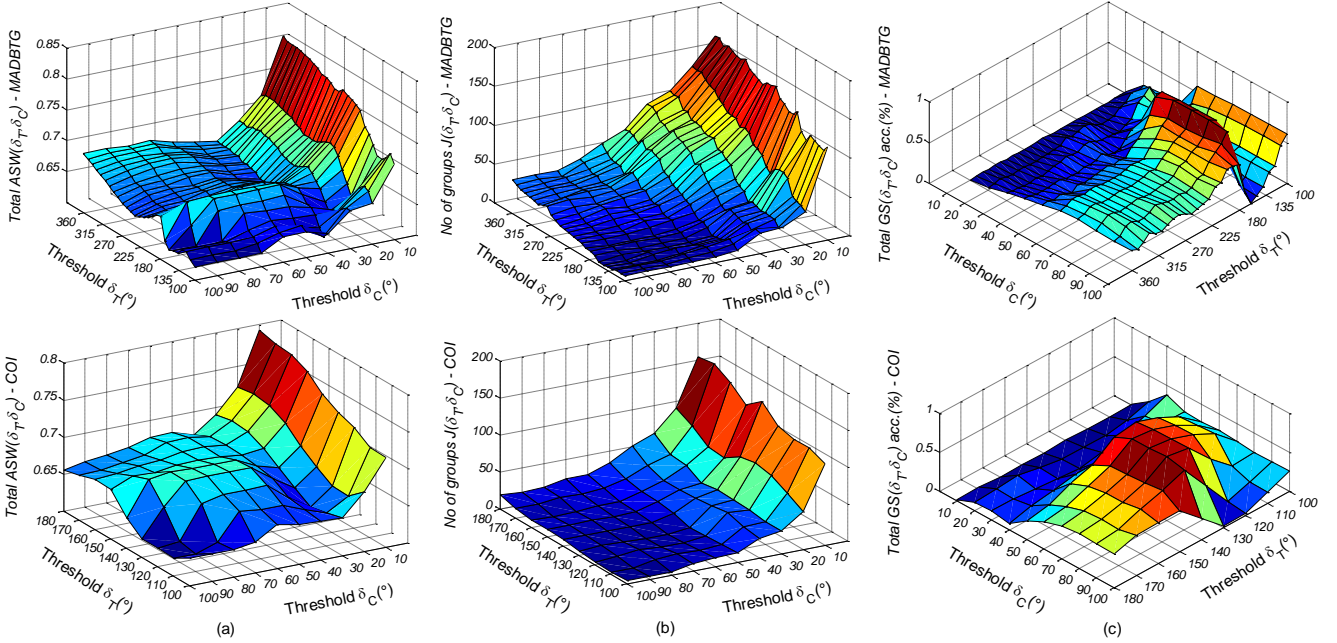 Total ASW(δT,δC) - MADBTG
0.85
0.8
0.75
0.7
0.65
360
315
270
225
180
135
100
Threshold δT(°)
100 90 80 70 60 50 40 30 20 10
Threshold δC(°)
No of groups J(δT,δC) - MADBTG
200
150
100
50
0
360
315
270
225
180
135
100
Threshold δT(°)
100 90 80 70 60 50 40 30 20 10
Threshold δC(°)
Total GS(δT,δC) acc.(%) - MADBTG
1
0.5
0
10 20 30 40 50 60 70 80 90 100
Threshold δC(°)
360
315
270
225
180
135
100
Threshold δT(°)
Total ASW(δT,δC) - COI
0.8
0.75
0.7
0.65
180
170
160
150
140
130
120
110
100
Threshold δT(°)
100 90 80 70 60 50 40 30 20 10
Threshold δC(°)
(a)
No of groups J(δT,δC) - COI
200
150
100
50
0
180
170
160
150
140
130
120
110
100
Threshold δT(°)
100 90 80 70 60 50 40 30 20 10
Threshold δC(°)
(b)
Total GS(δT,δC) acc.(%) - COI
1
0.5
0
10 20 30 40 50 60 70 80 90 100
Threshold δC(°)
180
170
160
150
140
130
120
110
100
Threshold δT(°)
(c)